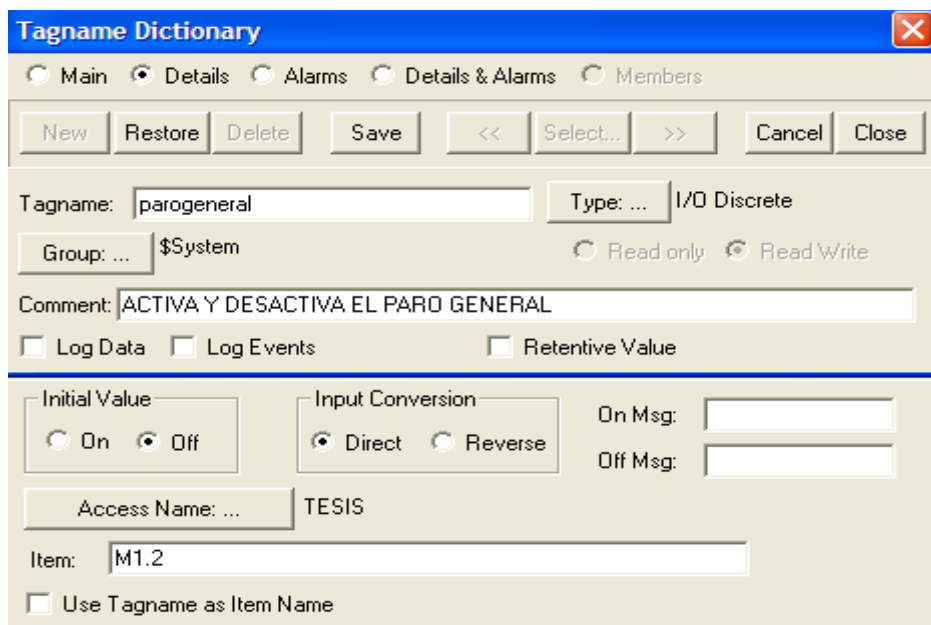 Tagname Dictionary
Main Details Alarms Details & Alarms Members
New Restore Delete Save << Select... >> Cancel Close
Tagname: parogeneral Type: ... I/O Discrete
Group: ... $System Read only Read Write
Comment: ACTIVA Y DESACTIVA EL PARO GENERAL
Log Data Log Events Retentive Value
Initial Value Input Conversion On Msg:
On Off Direct Reverse Off Msg:
Access Name: ... TESIS
Item: M1.2
Use Tagname as Item Name